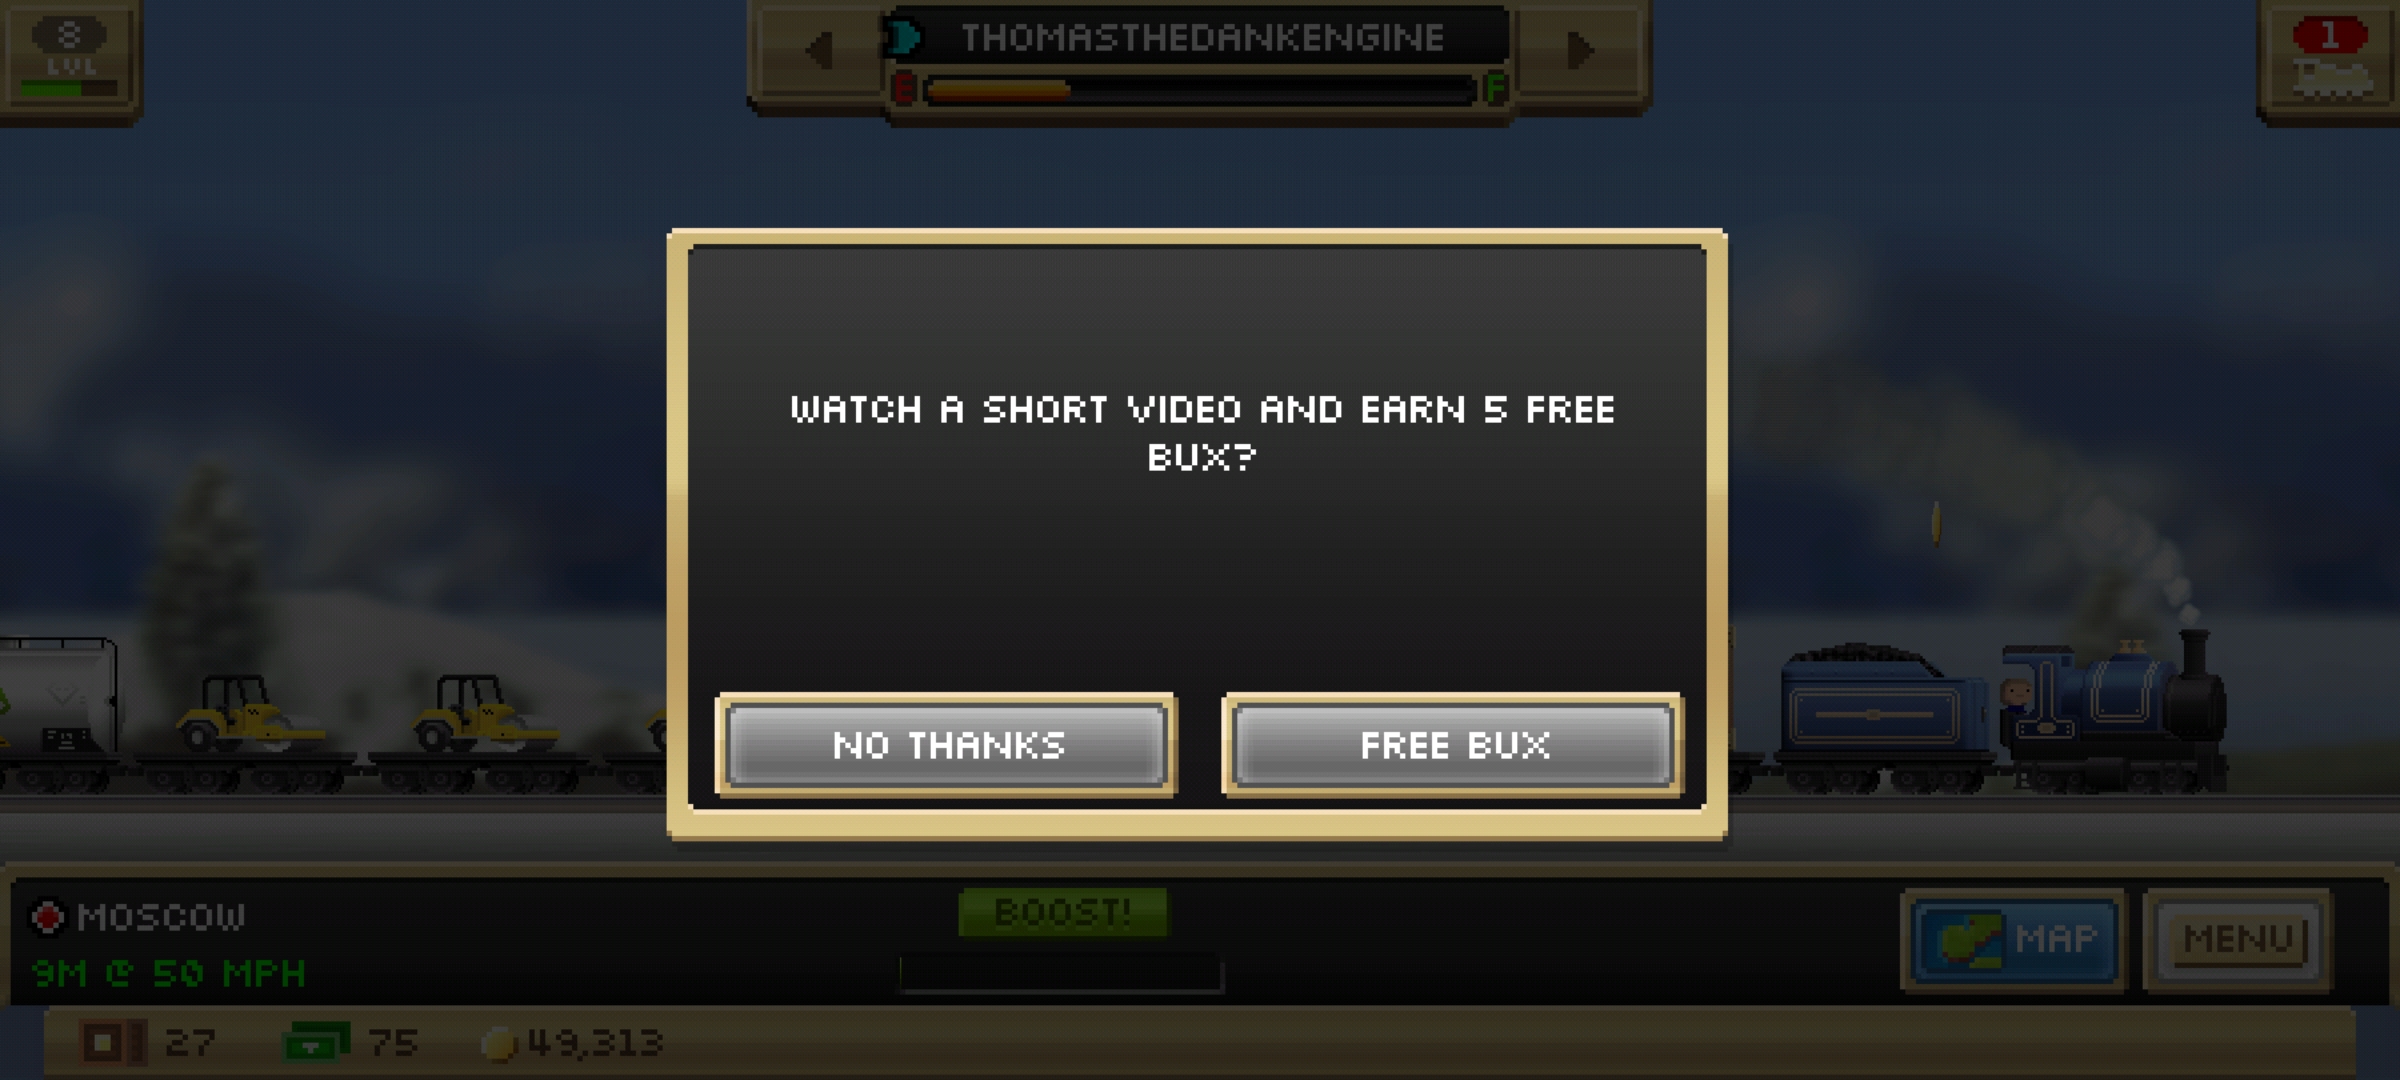 8
LVL
THOMASTHEDANKENGINE
E F
1
WATCH A SHORT VIDEO AND EARN 5 FREE
BUX?
NO THANKS
FREE BUX
MOSCOW
9M @ 50 MPH
BOOST!
MAP
MENU
27
75
49,313